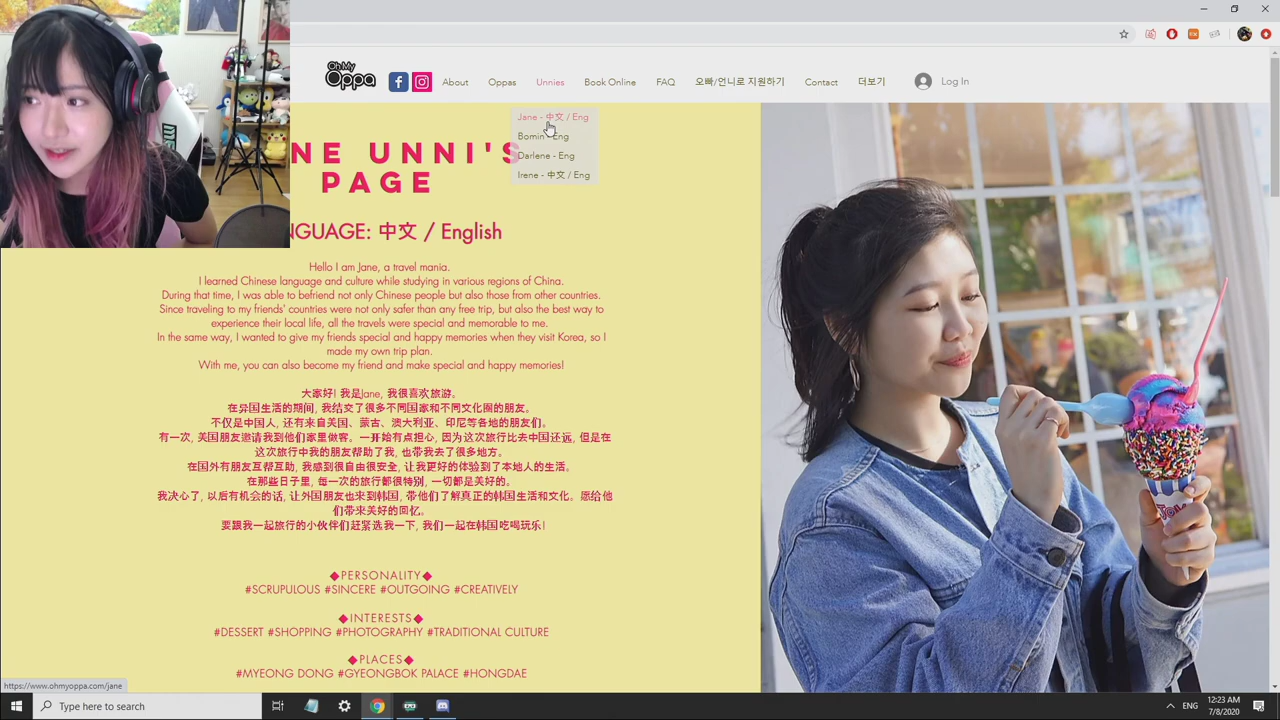 Oh My
Oppa
About
Oppas
Unnies
Book Online
FAQ
오빠/언니로 지원하기
Contact
더보기
Log In
Jane - 中文 / Eng
Darlene - Eng
Irene - 中文 / Eng
NE UNNI'S
PAGE
NGUAGE: 中文 / English
Hello I am Jane, a travel mania.
I learned Chinese language and culture while studying in various regions of China.
During that time, I was able to befriend not only Chinese people but also those from other countries.
Since traveling to my friends' countries were not only safer than any free trip, but also the best way to
experience their local life, all the travels were special and memorable to me.
In the same way, I wanted to give my friends special and happy memories when they visit Korea, so I
made my own trip plan.
With me, you can also become my friend and make special and happy memories!
大家好! 我是Jane, 我很喜欢旅游。
在异国生活的期间, 我结交了很多不同国家和不同文化圈的朋友。
不仅是中国人, 还有来自美国、蒙古、澳大利亚、印尼等各地的朋友们。
有一次, 美国朋友邀请我到他们家里做客。一开始有点担心, 因为这次旅行比去中国还远, 但是在
这次旅行中我的朋友帮助了我, 也带我去了很多地方。
在国外有朋友互帮互助, 我感到很自由很安全, 让我更好的体验到了本地人的生活。
在那些日子里, 每一次的旅行都很特别, 一切都是美好的。
我决心了, 以后有机会的话, 让外国朋友也来到韩国, 带他们了解真正的韩国生活和文化。愿给他
们带来美好的回忆。
要跟我一起旅行的小伙伴们赶紧选我一下, 我们一起在韩国吃喝玩乐!
◆PERSONALITY◆
#SCRUPULOUS #SINCERE #OUTGOING #CREATIVELY
◆INTERESTS◆
#DESSERT #SHOPPING #PHOTOGRAPHY #TRADITIONAL CULTURE
◆PLACES◆
#MYEONG DONG #GYEONGBOK PALACE #HONGDAE
https://www.ohmyoppa.com/jane
Type here to search
ENG
12:23 AM
7/8/2020